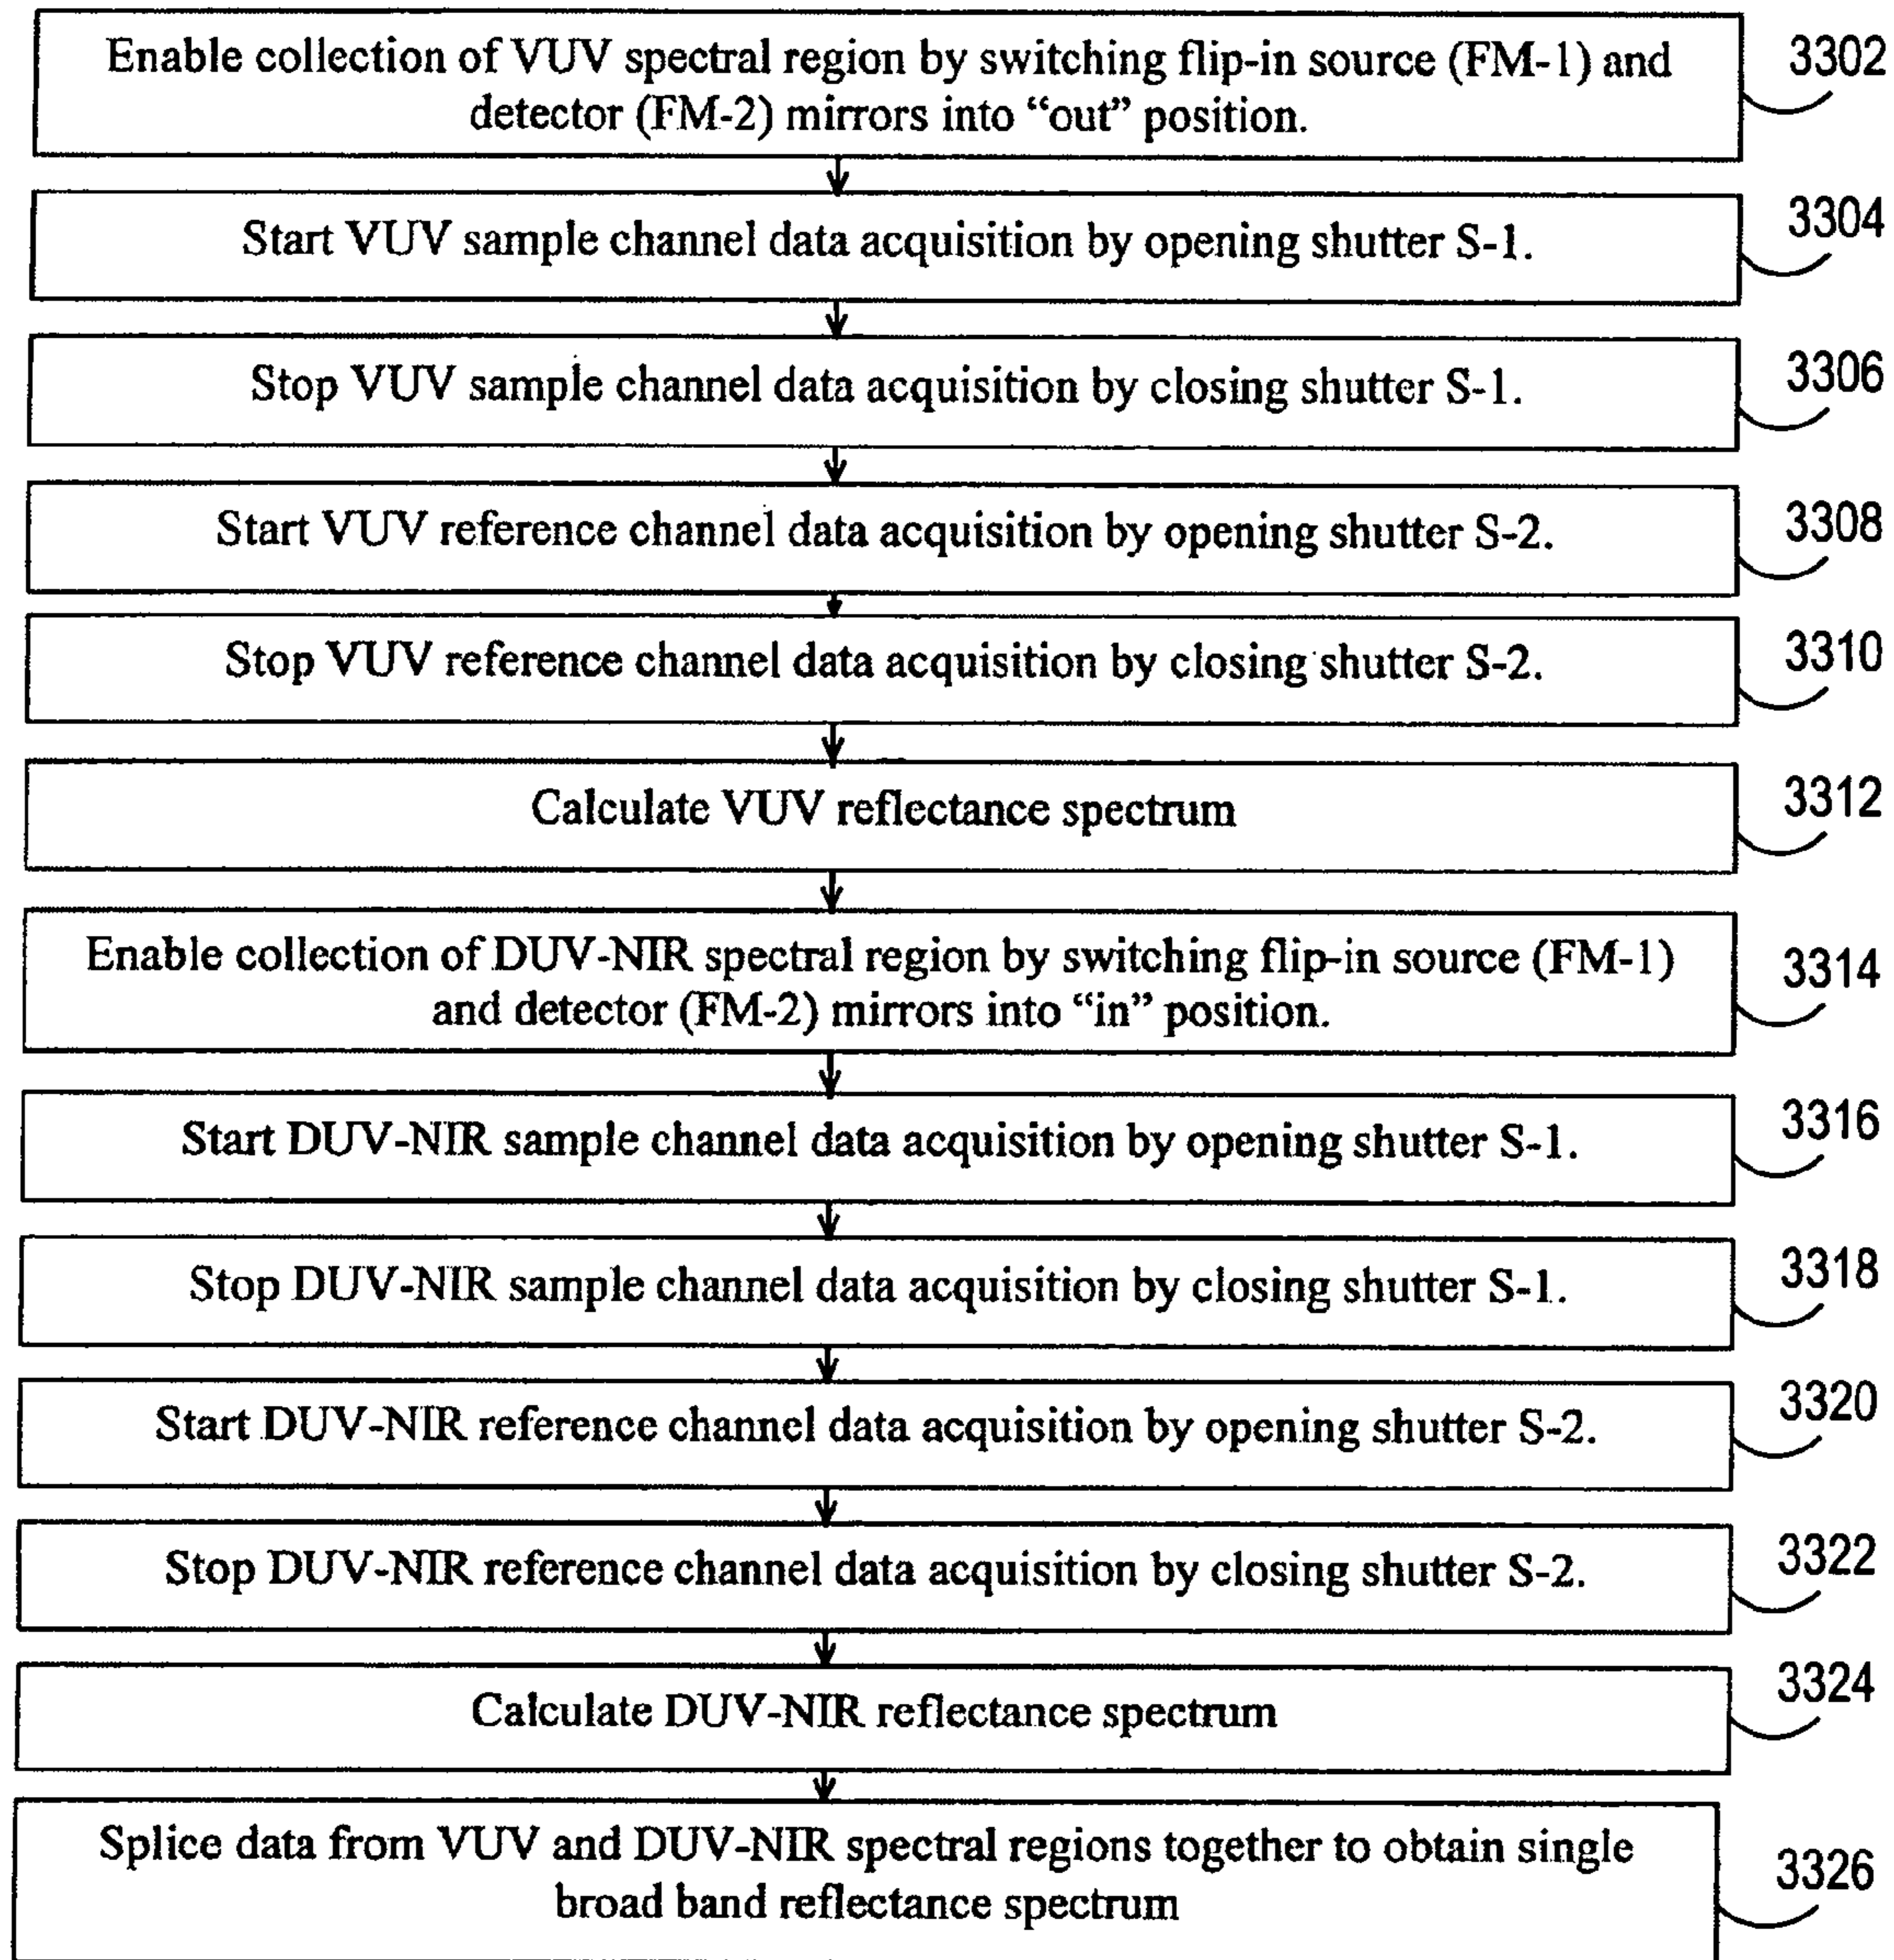 Enable collection of VUV spectral region by switching flip-in source (FM-1) and
detector (FM-2) mirrors into “out” position.
3302
Start VUV sample channel data acquisition by opening shutter S-1.
3304
Stop VUV sample channel data acquisition by closing shutter S-1.
3306
Start VUV reference channel data acquisition by opening shutter S-2.
3308
Stop VUV reference channel data acquisition by closing shutter S-2.
3310
Calculate VUV reflectance spectrum
3312
Enable collection of DUV-NIR spectral region by switching flip-in source (FM-1)
and detector (FM-2) mirrors into “in” position.
3314
Start DUV-NIR sample channel data acquisition by opening shutter S-1.
3316
Stop DUV-NIR sample channel data acquisition by closing shutter S-1.
3318
Start DUV-NIR reference channel data acquisition by opening shutter S-2.
3320
Stop DUV-NIR reference channel data acquisition by closing shutter S-2.
3322
Calculate DUV-NIR reflectance spectrum
3324
Splice data from VUV and DUV-NIR spectral regions together to obtain single
broad band reflectance spectrum
3326